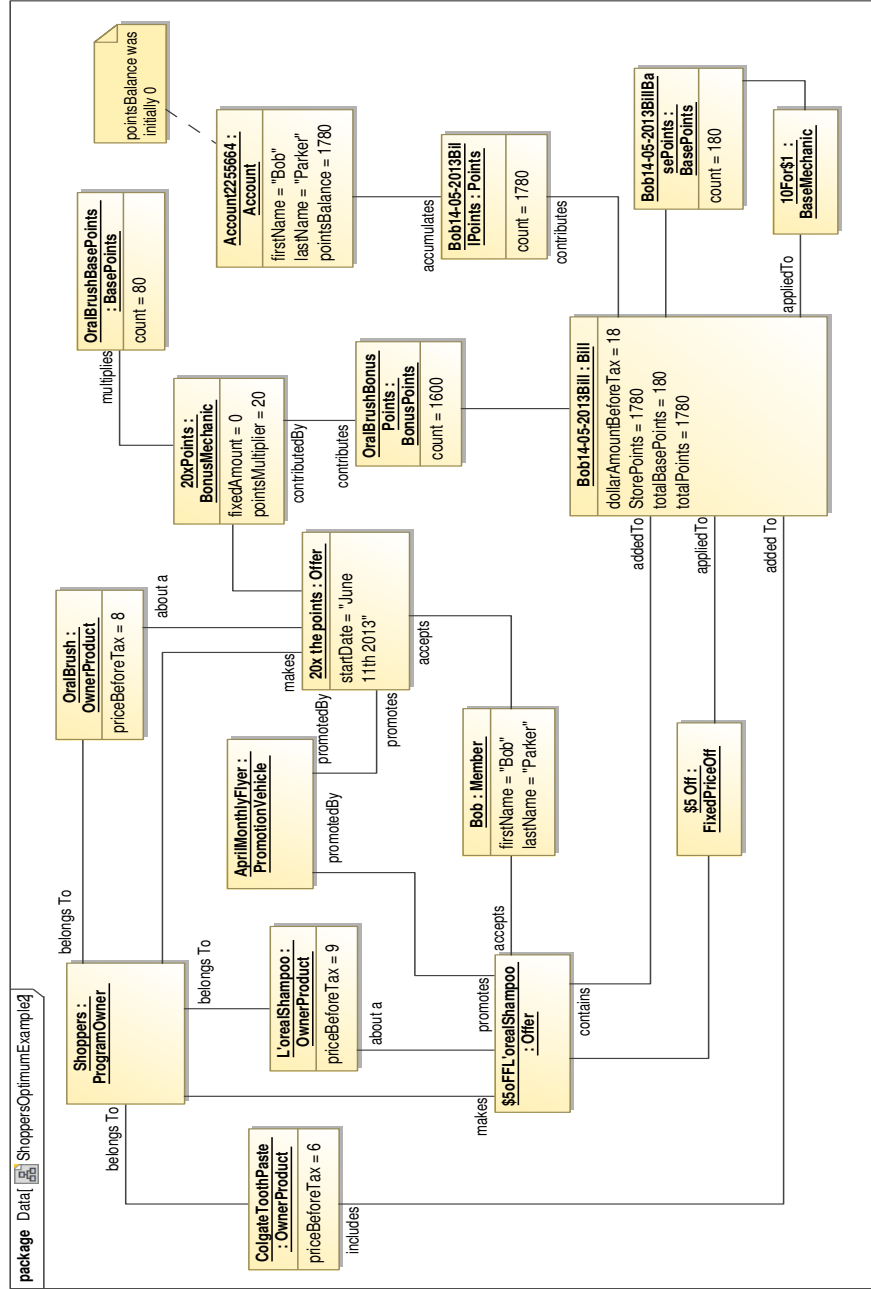 package Data[ ShoppersOptimumExample2
Shoppers :
ProgramOwner
belongs To
belongs To
belongs To
makes
makes
ColgateToothPaste
: OwnerProduct
priceBeforeTax = 6
includes
L'orealShampoo :
OwnerProduct
priceBeforeTax = 9
about a
OralBrush :
OwnerProduct
priceBeforeTax = 8
about a
AprilMonthlyFlyer :
PromotionVehicle
promotedBy
promotedBy
promotes
promotes
20x the points : Offer
startDate = "June
11th 2013"
accepts
accepts
$5oFFL'orealShampoo
: Offer
contains
Bob : Member
firstName = "Bob"
lastName = "Parker"
20xPoints :
BonusMechanic
fixedAmount = 0
pointsMultiplier = 20
multiplies
OralBrushBasePoints
: BasePoints
count = 80
contributedBy
contributes
OralBrushBonus
Points :
BonusPoints
count = 1600
pointsBalance was
initially 0
Account2255664 :
Account
firstName = "Bob"
lastName = "Parker"
pointsBalance = 1780
accumulates
Bob14-05-2013Bil
lPoints : Points
count = 1780
contributes
$5 Off :
FixedPriceOff
addedTo
appliedTo
added To
Bob14-05-2013Bill : Bill
dollarAmountBeforeTax = 18
StorePoints = 1780
totalBasePoints = 180
totalPoints = 1780
appliedTo
Bob14-05-2013BillBa
sePoints :
BasePoints
count = 180
10For$1 :
BaseMechanic